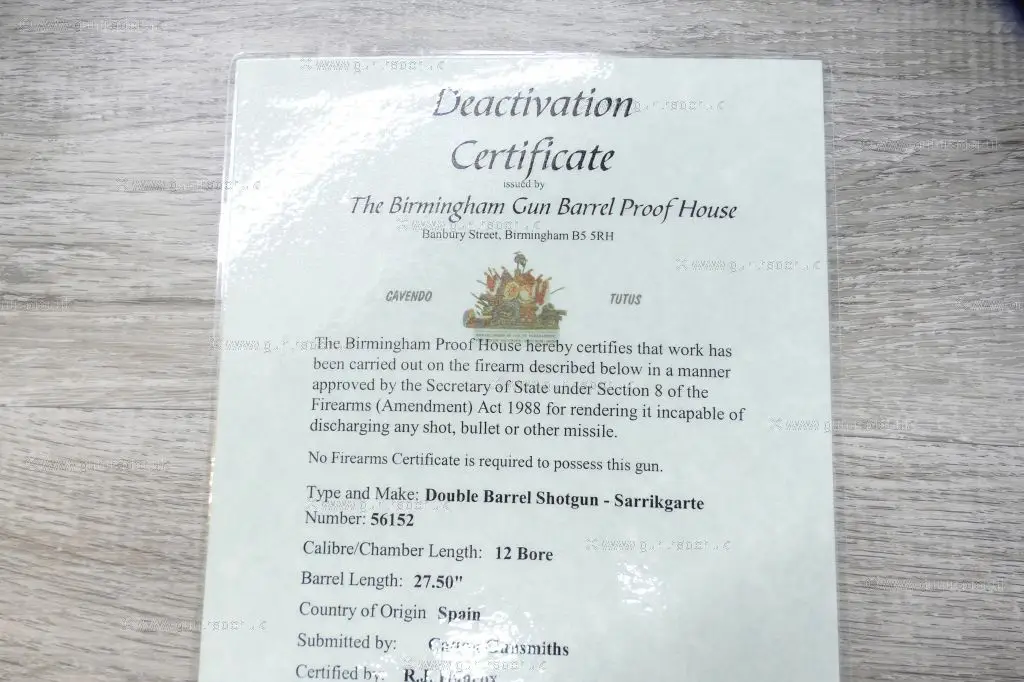 Deactivation
Certificate
issued by
The Birmingham Gun Barrel Proof House
Banbury Street, Birmingham B5 5RH
CAVENDO TUTUS
The Birmingham Proof House hereby certifies that work has
been carried out on the firearm described below in a manner
approved by the Secretary of State under Section 8 of the
Firearms (Amendment) Act 1988 for rendering it incapable of
discharging any shot, bullet or other missile.
No Firearms Certificate is required to possess this gun.
Type and Make: Double Barrel Shotgun - Sarrikgarte
Number: 56152
Calibre/Chamber Length: 12 Bore
Barrel Length: 27.50"
Country of Origin Spain
Submitted by: Gunsmiths
Certified by: R.J.